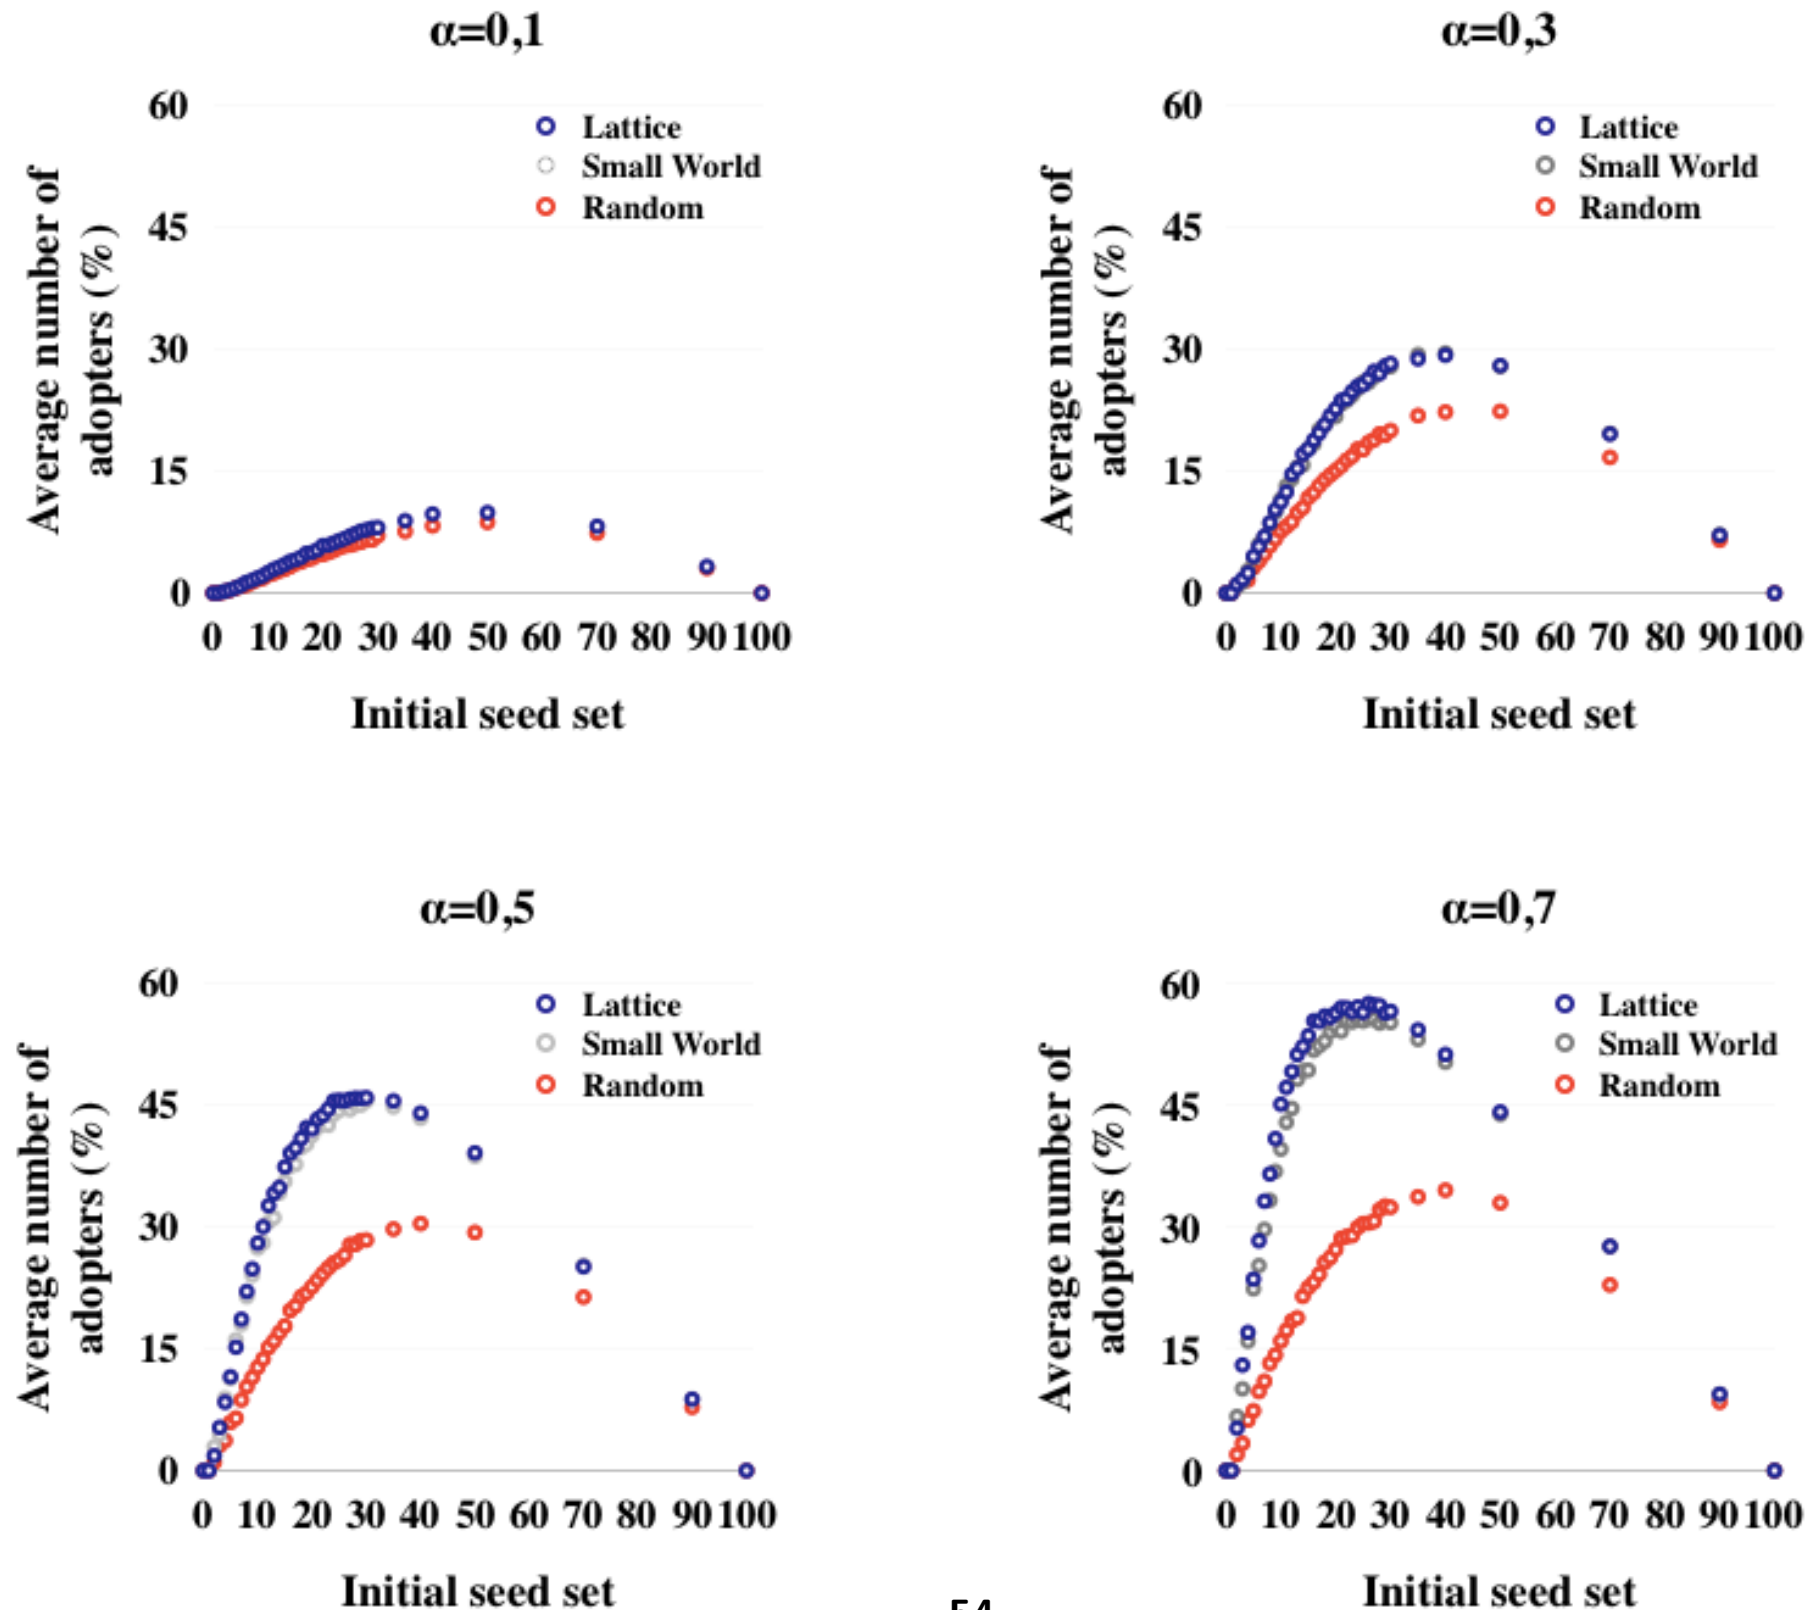 α=0,1
60
45
30
15
0
Average number of
adopters (%)
Lattice
Small World
Random
0 10 20 30 40 50 60 70 80 90 100
Initial seed set
α=0,3
60
45
30
15
0
Average number of
adopters (%)
Lattice
Small World
Random
0 10 20 30 40 50 60 70 80 90 100
Initial seed set
α=0,5
60
45
30
15
0
Average number of
adopters (%)
Lattice
Small World
Random
0 10 20 30 40 50 60 70 80 90 100
Initial seed set
α=0,7
60
45
30
15
0
Average number of
adopters (%)
Lattice
Small World
Random
0 10 20 30 40 50 60 70 80 90 100
Initial seed set